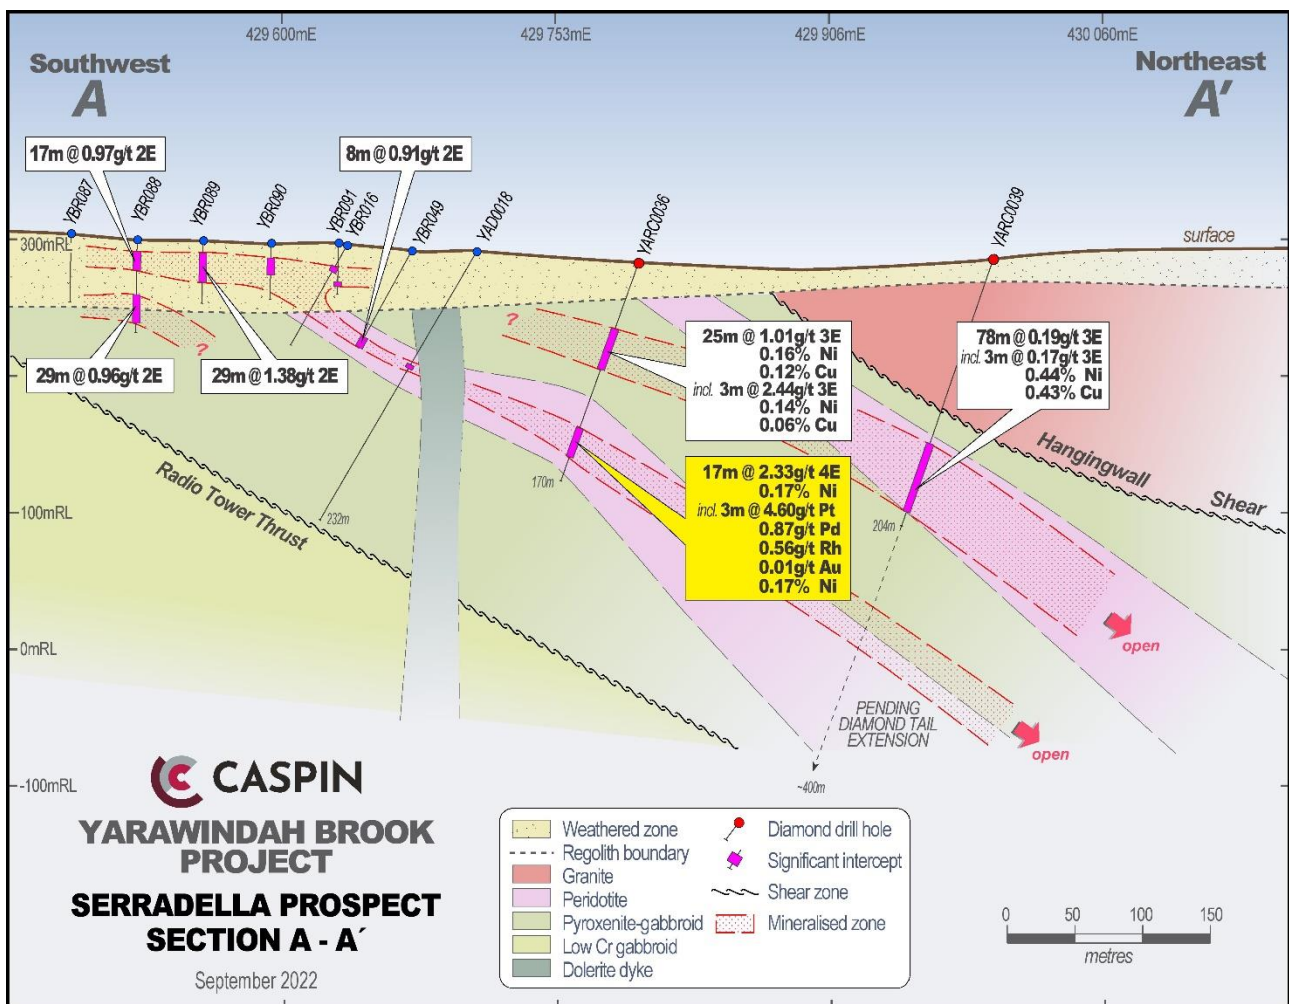 429 600mE
429 753mE
429 906mE
430 060mE
Southwest
A
Northeast
A'
17m @ 0.97g/t 2E
8m @ 0.91g/t 2E
YBR087
YBR088
YBR089
YBR090
YBR091
YBR016
YBR049
YAD0018
YARC0036
YARC0039
300mRL
surface
?
25m @ 1.01g/t 3E
0.16% Ni
0.12% Cu
incl. 3m @ 2.44g/t 3E
0.14% Ni
0.06% Cu
78m @ 0.19g/t 3E
incl. 3m @ 0.17g/t 3E
0.44% Ni
0.43% Cu
?
29m @ 0.96g/t 2E
29m @ 1.38g/t 2E
Hangingwall
Shear
17m @ 2.33g/t 4E
0.17% Ni
incl. 3m @ 4.60g/t Pt
0.87g/t Pd
0.56g/t Rh
0.01g/t Au
0.17% Ni
170m
Radio Tower Thrust
232m
100mRL
204m
open
0mRL
PENDING
DIAMOND TAIL
EXTENSION
open
~400m
-100mRL
CASPIN
YARAWINDAH BROOK
PROJECT
SERRADELLA PROSPECT
SECTION A - A´
September 2022
Weathered zone
Regolith boundary
Granite
Peridotite
Pyroxenite-gabbroid
Low Cr gabbroid
Dolerite dyke
Diamond drill hole
Significant intercept
Shear zone
Mineralised zone
0 50 100 150
metres